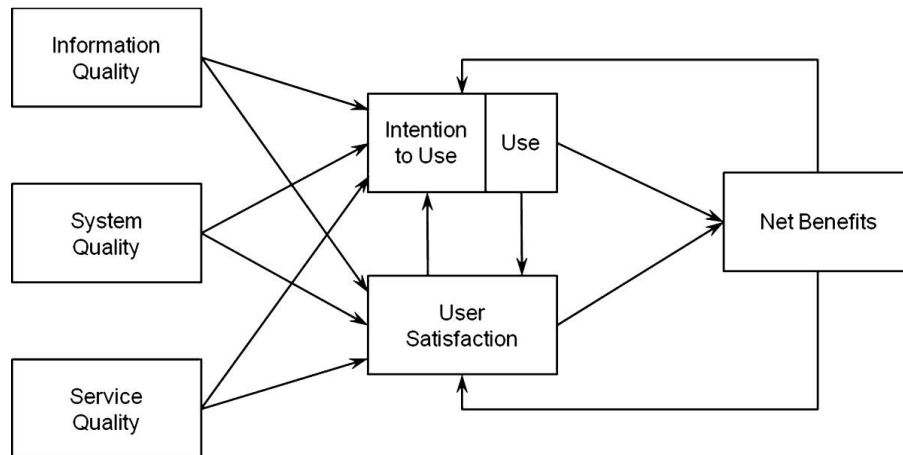 Information
Quality
System
Quality
Service
Quality
Intention
to Use
Use
User
Satisfaction
Net Benefits